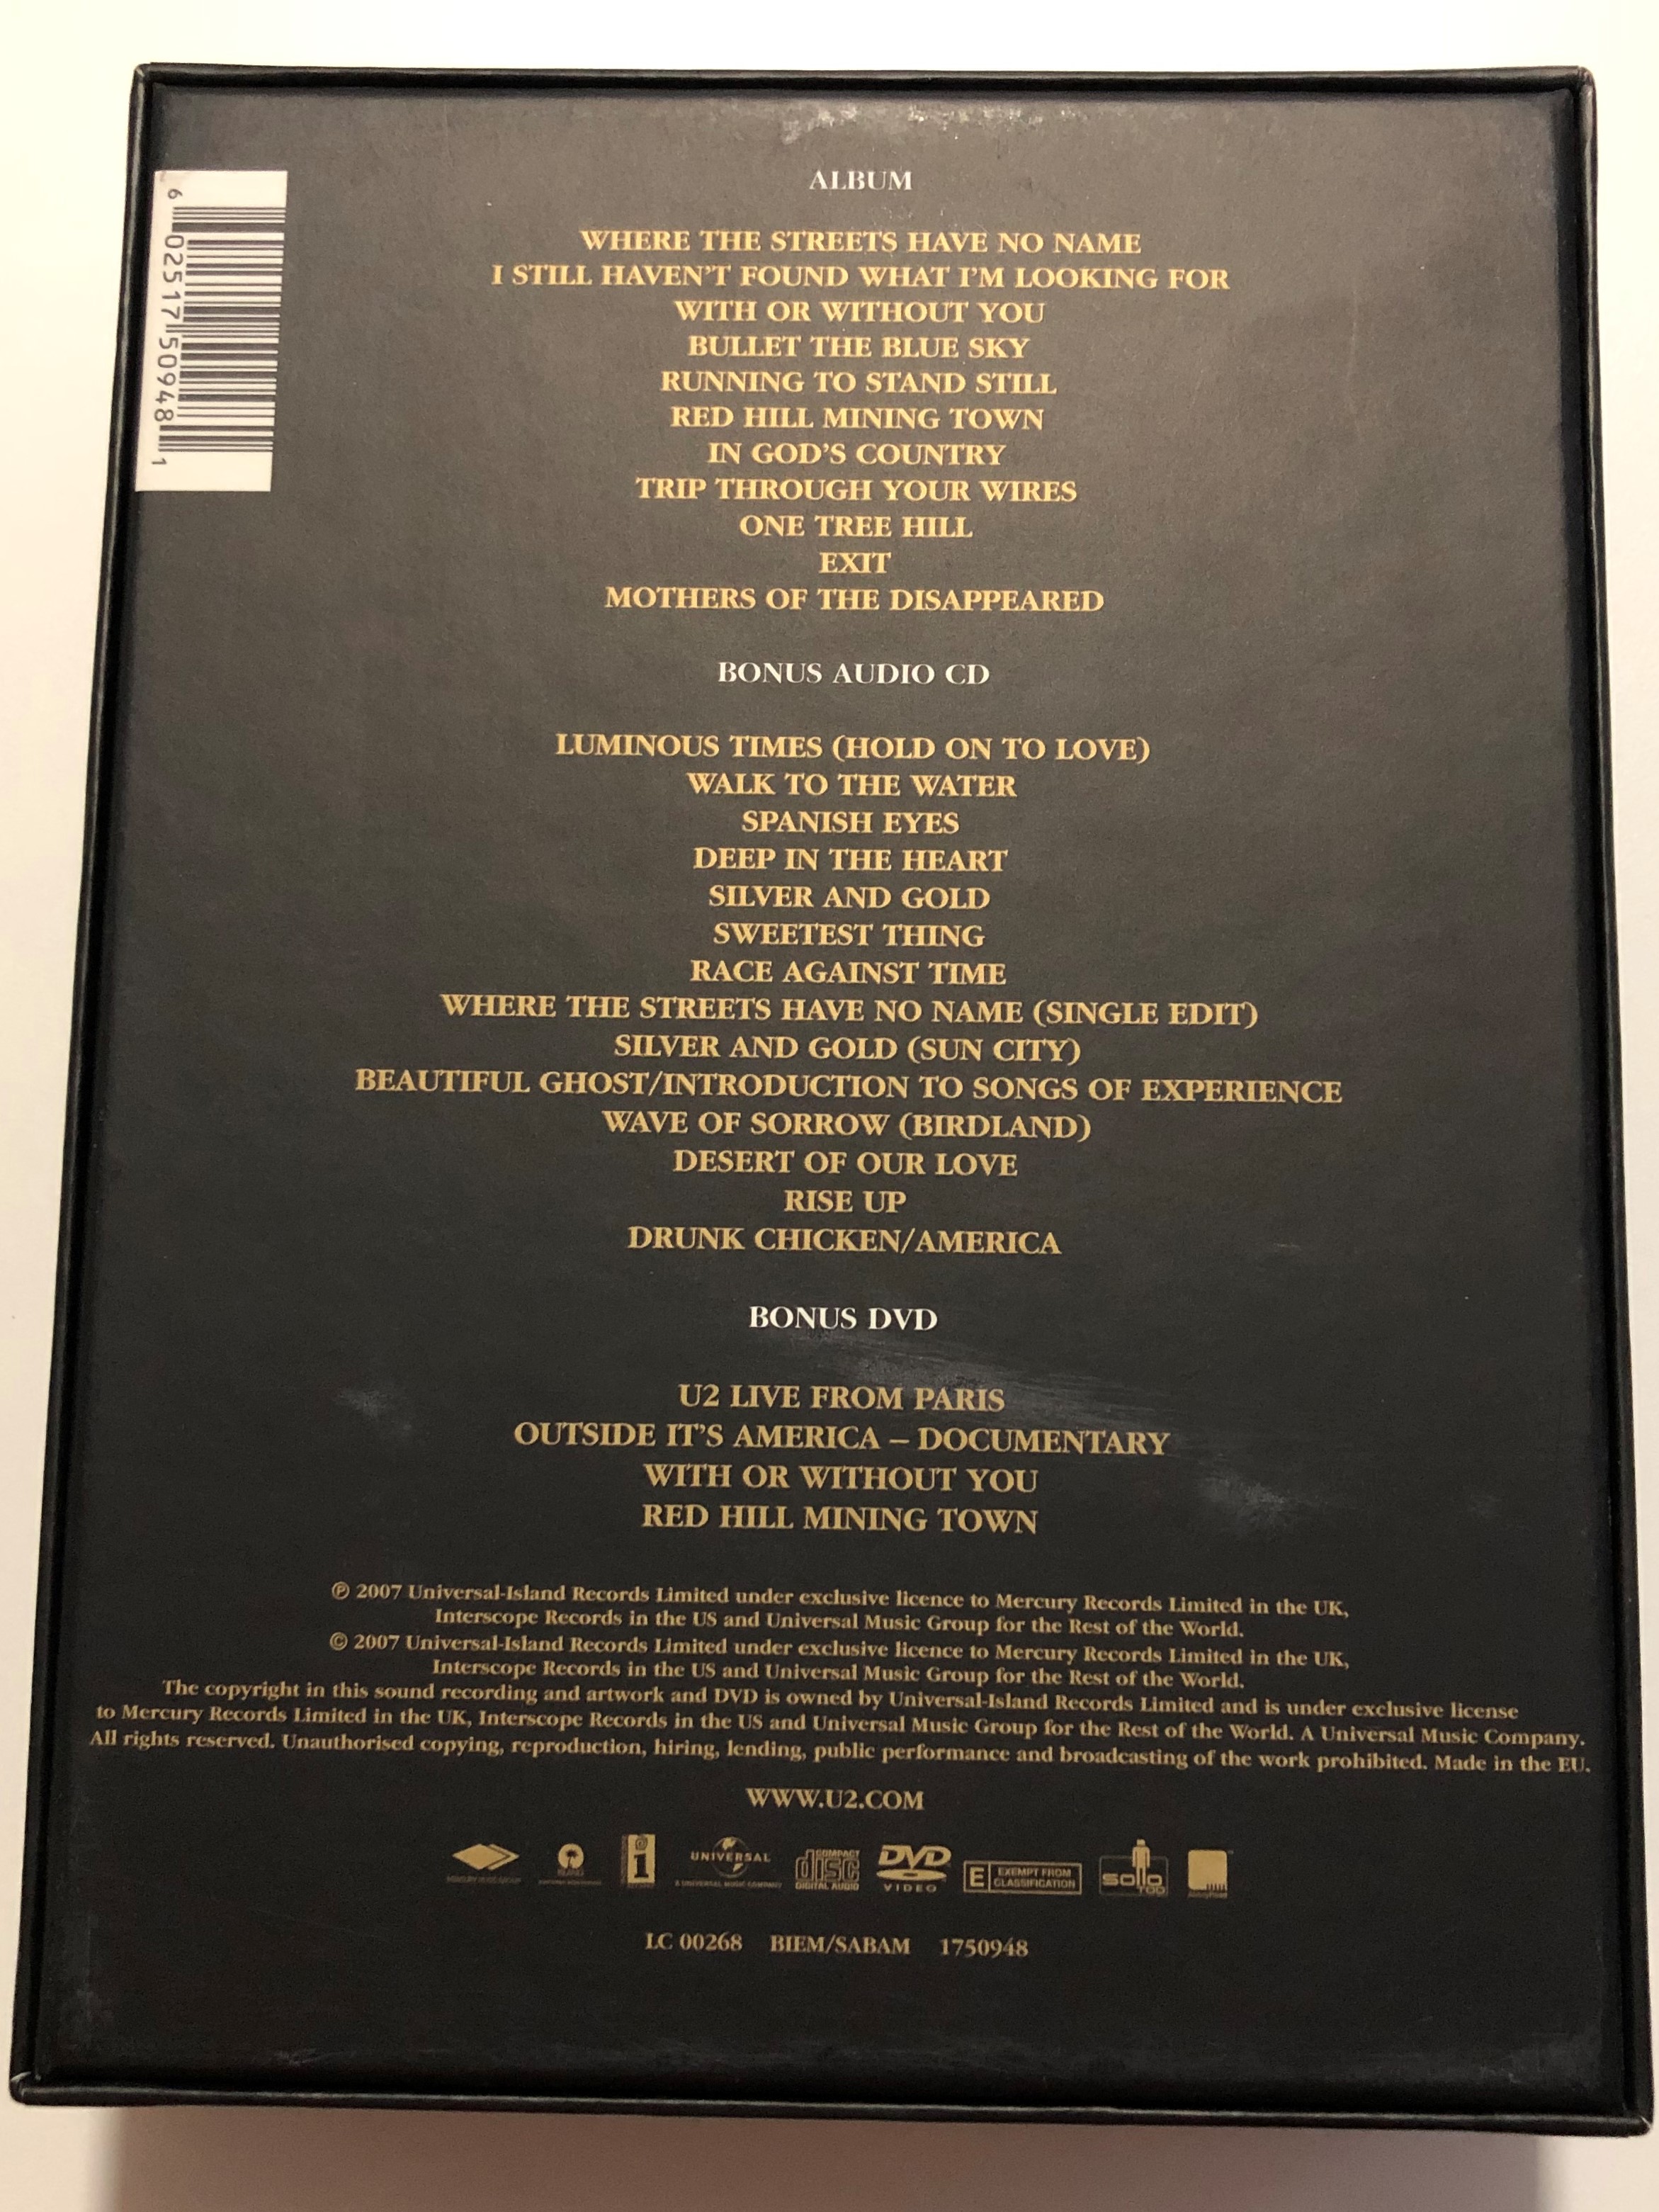 ALBUM
WHERE THE STREETS HAVE NO NAME
I STILL HAVEN'T FOUND WHAT I'M LOOKING FOR
WITH OR WITHOUT YOU
BULLET THE BLUE SKY
RUNNING TO STAND STILL
RED HILL MINING TOWN
IN GOD'S COUNTRY
TRIP THROUGH YOUR WIRES
ONE TREE HILL
EXIT
MOTHERS OF THE DISAPPEARED
6 02517 50948 1
BONUS AUDIO CD
LUMINOUS TIMES (HOLD ON TO LOVE)
WALK TO THE WATER
SPANISH EYES
DEEP IN THE HEART
SILVER AND GOLD
SWEETEST THING
RACE AGAINST TIME
WHERE THE STREETS HAVE NO NAME (SINGLE EDIT)
SILVER AND GOLD (SUN CITY)
BEAUTIFUL GHOST/INTRODUCTION TO SONGS OF EXPERIENCE
WAVE OF SORROW (BIRDLAND)
DESERT OF OUR LOVE
RISE UP
DRUNK CHICKEN/AMERICA
BONUS DVD
U2 LIVE FROM PARIS
OUTSIDE IT'S AMERICA – DOCUMENTARY
WITH OR WITHOUT YOU
RED HILL MINING TOWN
℗ 2007 Universal-Island Records Limited under exclusive licence to Mercury Records Limited in the UK,
Interscope Records in the US and Universal Music Group for the Rest of the World.
© 2007 Universal-Island Records Limited under exclusive licence to Mercury Records Limited in the UK,
Interscope Records in the US and Universal Music Group for the Rest of the World.
The copyright in this sound recording and artwork and DVD is owned by Universal-Island Records Limited and is under exclusive license
to Mercury Records Limited in the UK, Interscope Records in the US and Universal Music Group for the Rest of the World. A Universal Music Company.
All rights reserved. Unauthorised copying, reproduction, hiring, lending, public performance and broadcasting of the work prohibited. Made in the EU.
WWW.U2.COM
UNIVERSAL
A UNIVERSAL MUSIC COMPANY
COMPACT
disc
DIGITAL AUDIO
DVD
VIDEO
E EXEMPT FROM
CLASSIFICATION
solo
TOO
LC 00268 BIEM/SABAM 1750948